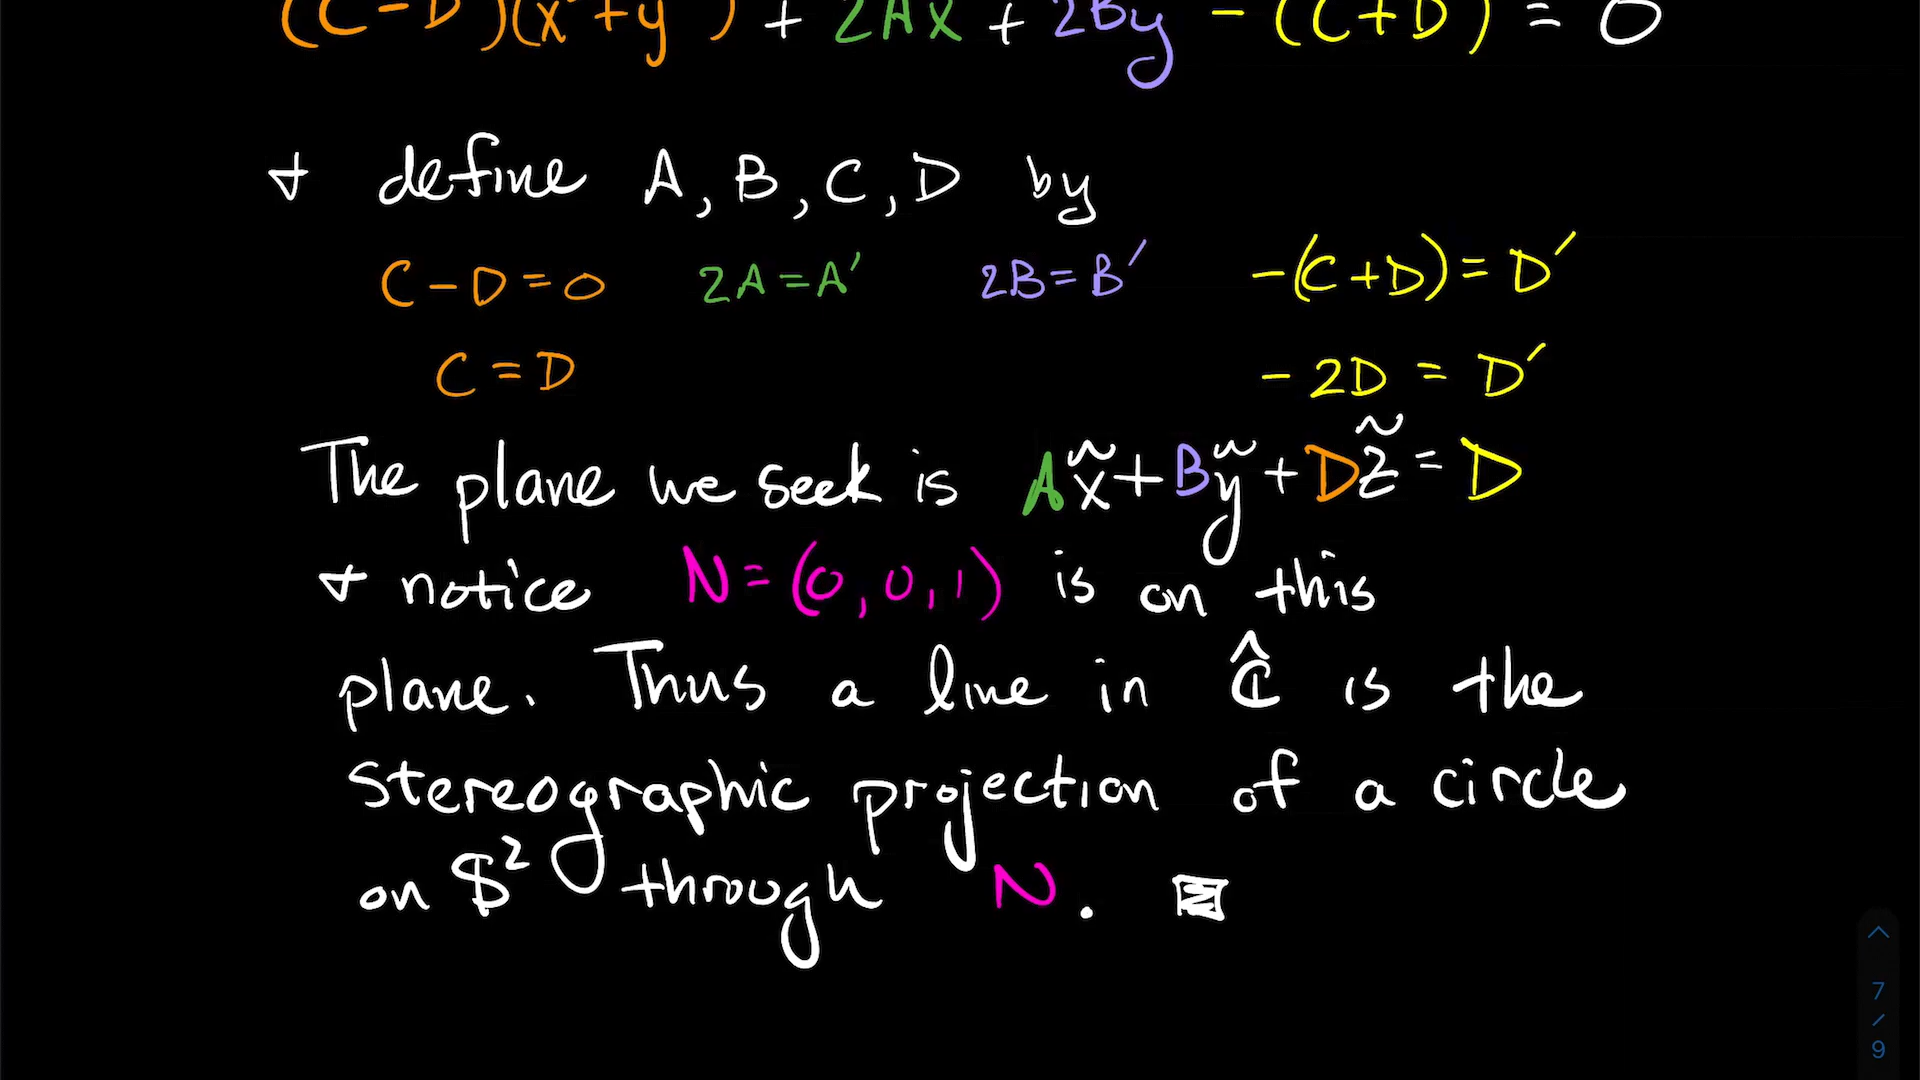 (C-D)(x²+y²) + 2Ax + 2By - (C+D) = 0
+ define A, B, C, D by
C-D=0 2A=A′ 2B=B′ -(C+D)=D′
C=D -2D = D′
The plane we seek is Ax̃+Bỹ+Dz̃=D
+ notice N=(0,0,1) is on this
plane. Thus a line in Ĉ is the
stereographic projection of a circle
on 𝕊² through N.
7
/
9